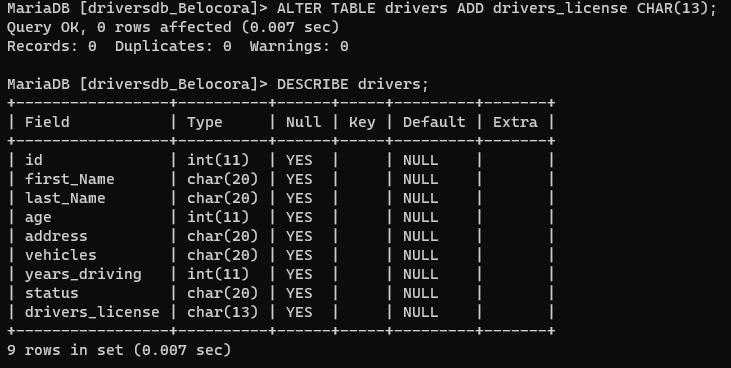 MariaDB [driversdb_Belocora]> ALTER TABLE drivers ADD drivers_license CHAR(13);
Query OK, 0 rows affected (0.007 sec)
Records: 0  Duplicates: 0  Warnings: 0

MariaDB [driversdb_Belocora]> DESCRIBE drivers;
+-----------------+----------+------+-----+---------+-------+
| Field           | Type     | Null | Key | Default | Extra |
+-----------------+----------+------+-----+---------+-------+
| id              | int(11)  | YES  |     | NULL    |       |
| first_Name      | char(20) | YES  |     | NULL    |       |
| last_Name       | char(20) | YES  |     | NULL    |       |
| age             | int(11)  | YES  |     | NULL    |       |
| address         | char(20) | YES  |     | NULL    |       |
| vehicles        | char(20) | YES  |     | NULL    |       |
| years_driving   | int(11)  | YES  |     | NULL    |       |
| status          | char(20) | YES  |     | NULL    |       |
| drivers_license | char(13) | YES  |     | NULL    |       |
+-----------------+----------+------+-----+---------+-------+
9 rows in set (0.007 sec)